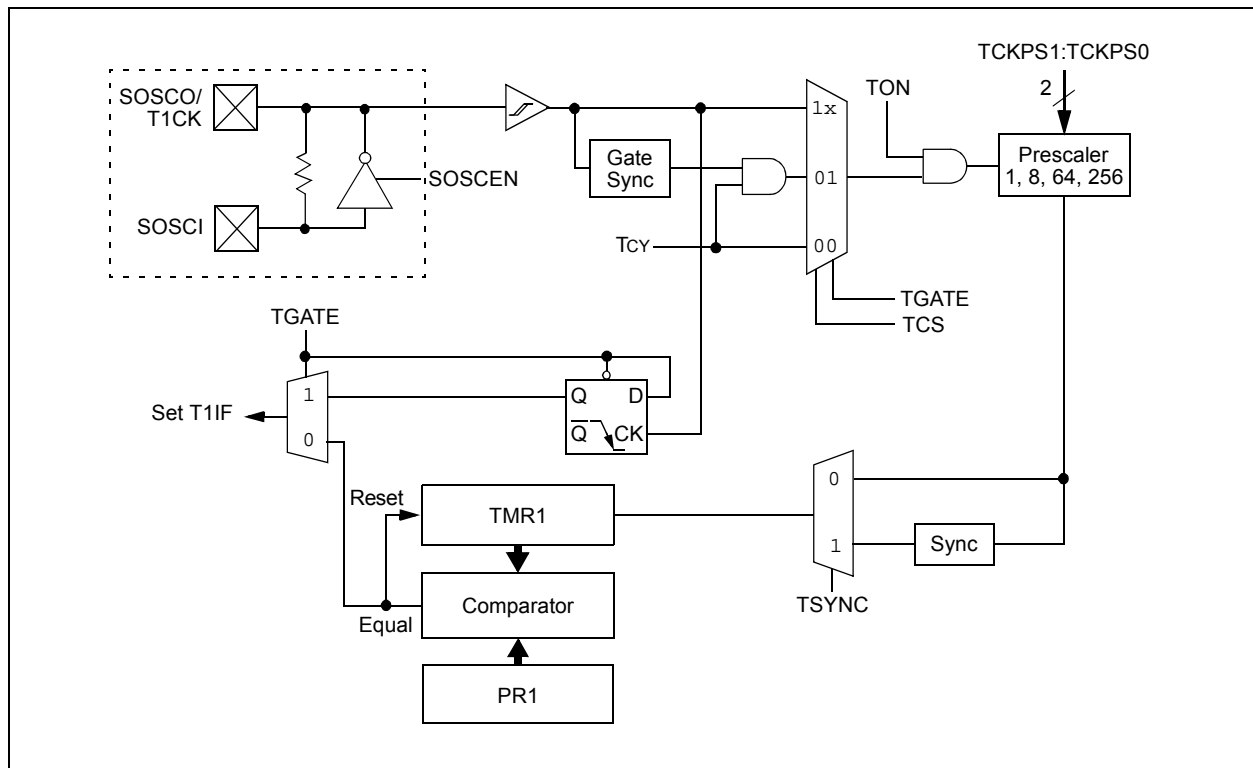 TCKPS1:TCKPS0
2
SOSCO/
T1CK
TON
1x
Gate
Sync
Prescaler
1, 8, 64, 256
SOSCEN
01
SOSCI
TCY
00
TGATE
TCS
TGATE
1
Q
D
Set T1IF
0
Q
CK
Reset
TMR1
0
1
Sync
Comparator
TSYNC
Equal
PR1